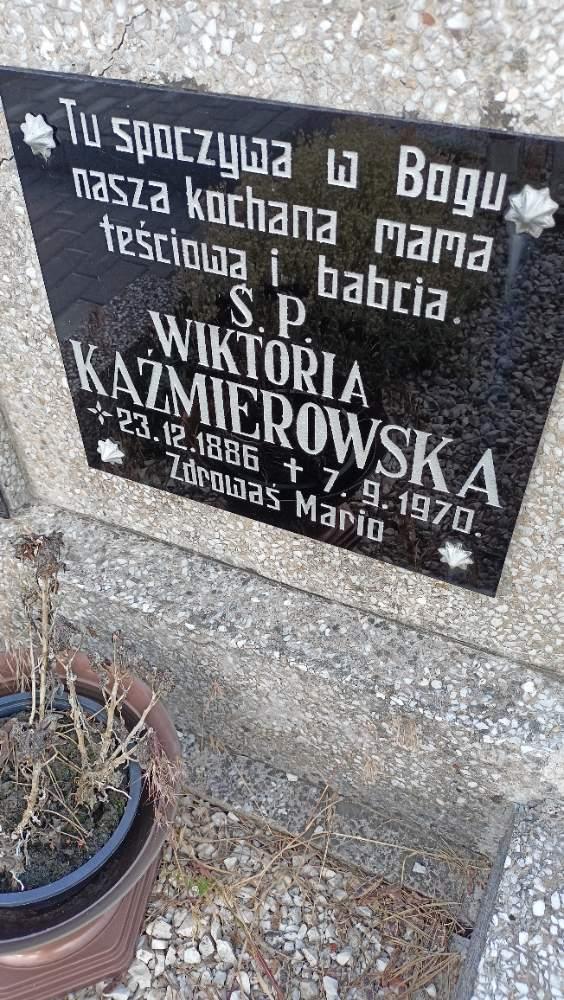 Tu spoczywa w Bogu
nasza kochana mama
teściowa i babcia.
Ś. P.
WIKTORIA
KAŹMIEROWSKA
23.12.1886 † 7.9.1970.
Zdrowaś Mario